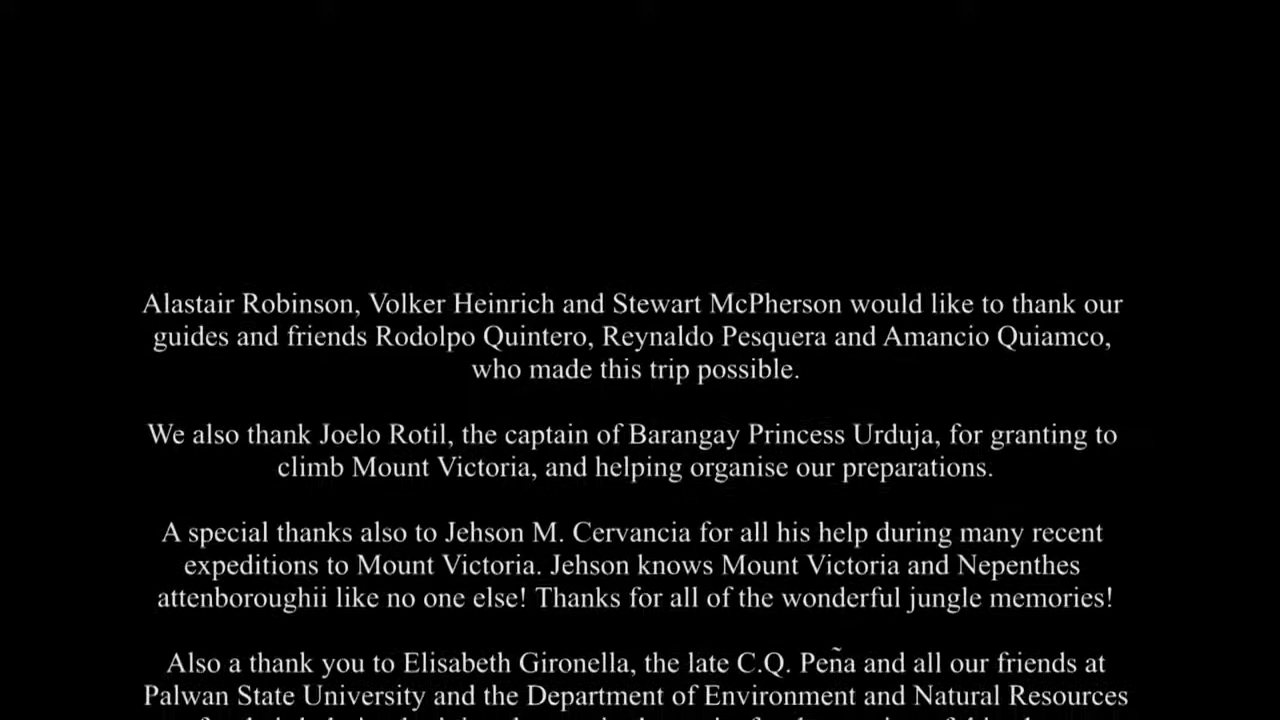 Alastair Robinson, Volker Heinrich and Stewart McPherson would like to thank our
guides and friends Rodolpo Quintero, Reynaldo Pesquera and Amancio Quiamco,
who made this trip possible.
We also thank Joelo Rotil, the captain of Barangay Princess Urduja, for granting to
climb Mount Victoria, and helping organise our preparations.
A special thanks also to Jehson M. Cervancia for all his help during many recent
expeditions to Mount Victoria. Jehson knows Mount Victoria and Nepenthes
attenboroughii like no one else! Thanks for all of the wonderful jungle memories!
Also a thank you to Elisabeth Gironella, the late C.Q. Peña and all our friends at
Palwan State University and the Department of Environment and Natural Resources